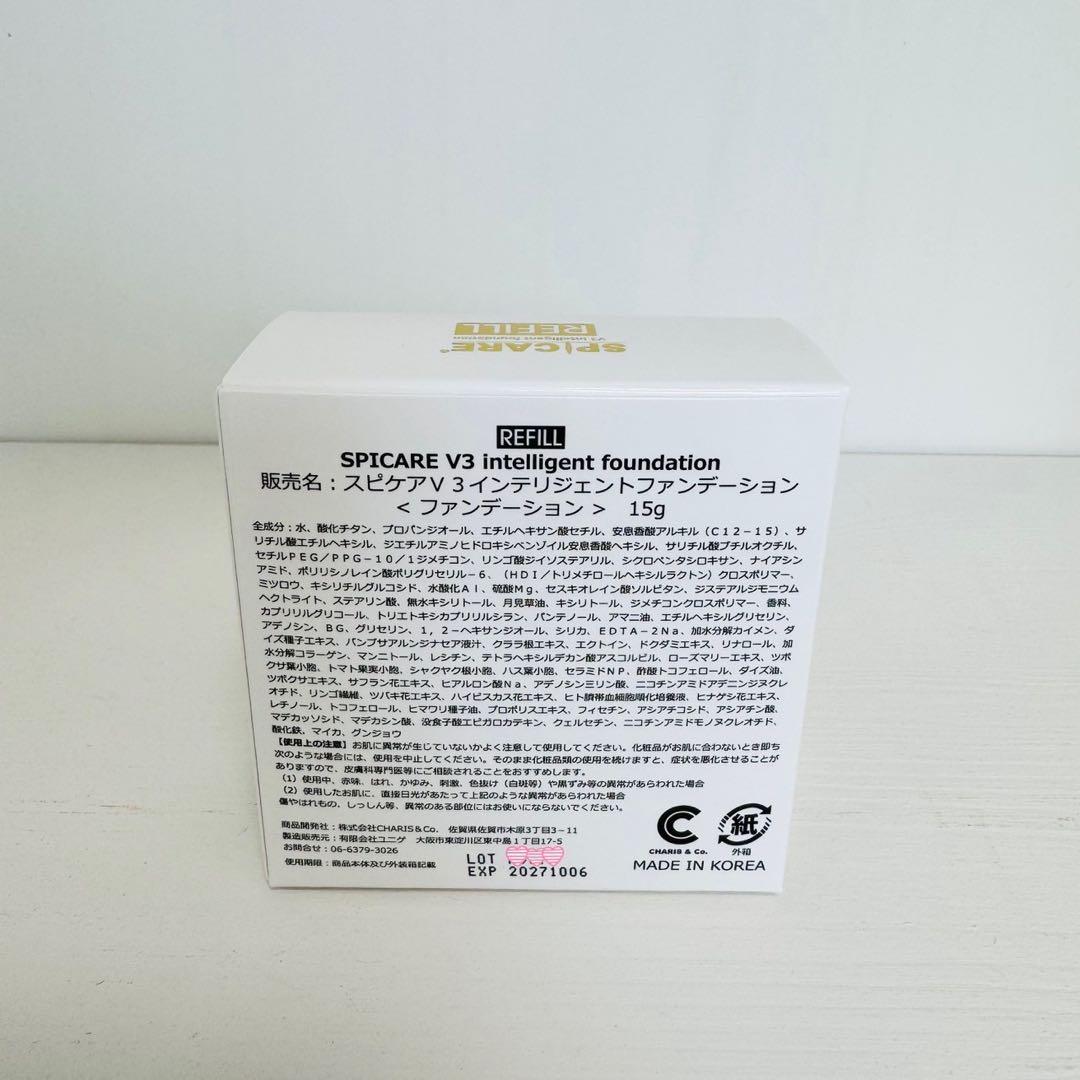 SPICARE®
V3 intelligent foundation
REFILL
REFILL
SPICARE V3 intelligent foundation
販売名：スピケアＶ３インテリジェントファンデーション
＜ ファンデーション ＞　15g
全成分：水、酸化チタン、プロパンジオール、エチルヘキサン酸セチル、安息香酸アルキル（Ｃ１２－１５）、サ
リチル酸エチルヘキシル、ジエチルアミノヒドロキシベンゾイル安息香酸ヘキシル、サリチル酸ブチルオクチル、
セチルＰＥＧ／ＰＰＧ－１０／１ジメチコン、リンゴ酸ジイソステアリル、シクロペンタシロキサン、ナイアシン
アミド、ポリリシノレイン酸ポリグリセリル－６、（ＨＤＩ／トリメチロールヘキシルラクトン）クロスポリマー、
ミツロウ、キシリチルグルコシド、水酸化Ａｌ、硫酸Ｍｇ、セスキオレイン酸ソルビタン、ジステアルジモニウム
ヘクトライト、ステアリン酸、無水キシリトール、月見草油、キシリトール、ジメチコンクロスポリマー、香料、
カプリリルグリコール、トリエトキシカプリリルシラン、パンテノール、アマニ油、エチルヘキシルグリセリン、
アデノシン、ＢＧ、グリセリン、１，２－ヘキサンジオール、シリカ、ＥＤＴＡ－２Ｎａ、加水分解カイメン、ダ
イズ種子エキス、バンブサアルンジナセア液汁、クララ根エキス、エクトイン、ドクダミエキス、リナロール、加
水分解コラーゲン、マンニトール、レシチン、テトラヘキシルデカン酸アスコルビル、ローズマリーエキス、ツボ
クサ葉小胞、トマト果実小胞、シャクヤク根小胞、ハス葉小胞、セラミドＮＰ、酢酸トコフェロール、ダイズ油、
ツボクサエキス、サフラン花エキス、ヒアルロン酸Ｎａ、アデノシン三リン酸、ニコチンアミドアデニンジヌクレ
オチド、リンゴ繊維、ツバキ花エキス、ハイビスカス花エキス、ヒト臍帯血細胞順化培養液、ヒナゲシ花エキス、
レチノール、トコフェロール、ヒマワリ種子油、プロポリスエキス、フィセチン、アシアチコシド、アシアチン酸、
マデカッソシド、マデカシン酸、没食子酸エピガロカテキン、クェルセチン、ニコチンアミドモノヌクレオチド、
酸化鉄、マイカ、グンジョウ
【使用上の注意】お肌に異常が生じていないかよく注意して使用してください。化粧品がお肌に合わないとき即ち
次のような場合には、使用を中止してください。そのまま化粧品類の使用を続けますと、症状を悪化させることが
ありますので、皮膚科専門医等にご相談されることをおすすめします。
（1）使用中、赤味、はれ、かゆみ、刺激、色抜け（白斑等）や黒ずみ等の異常があらわれた場合
（2）使用したお肌に、直接日光があたって上記のような異常があらわれた場合
傷やはれもの、しっしん等、異常のある部位にはお使いにならないでください。
商品開発社：株式会社CHARIS＆Co.　佐賀県佐賀市木原3丁目3－11
製造販売元：有限会社ユニゲ　大阪市東淀川区東中島１丁目17-5
お問合せ：06-6379-3026
使用期限：商品本体及び外装箱記載
LOT
EXP 20271006
CHARIS & Co.
紙
外箱
MADE IN KOREA